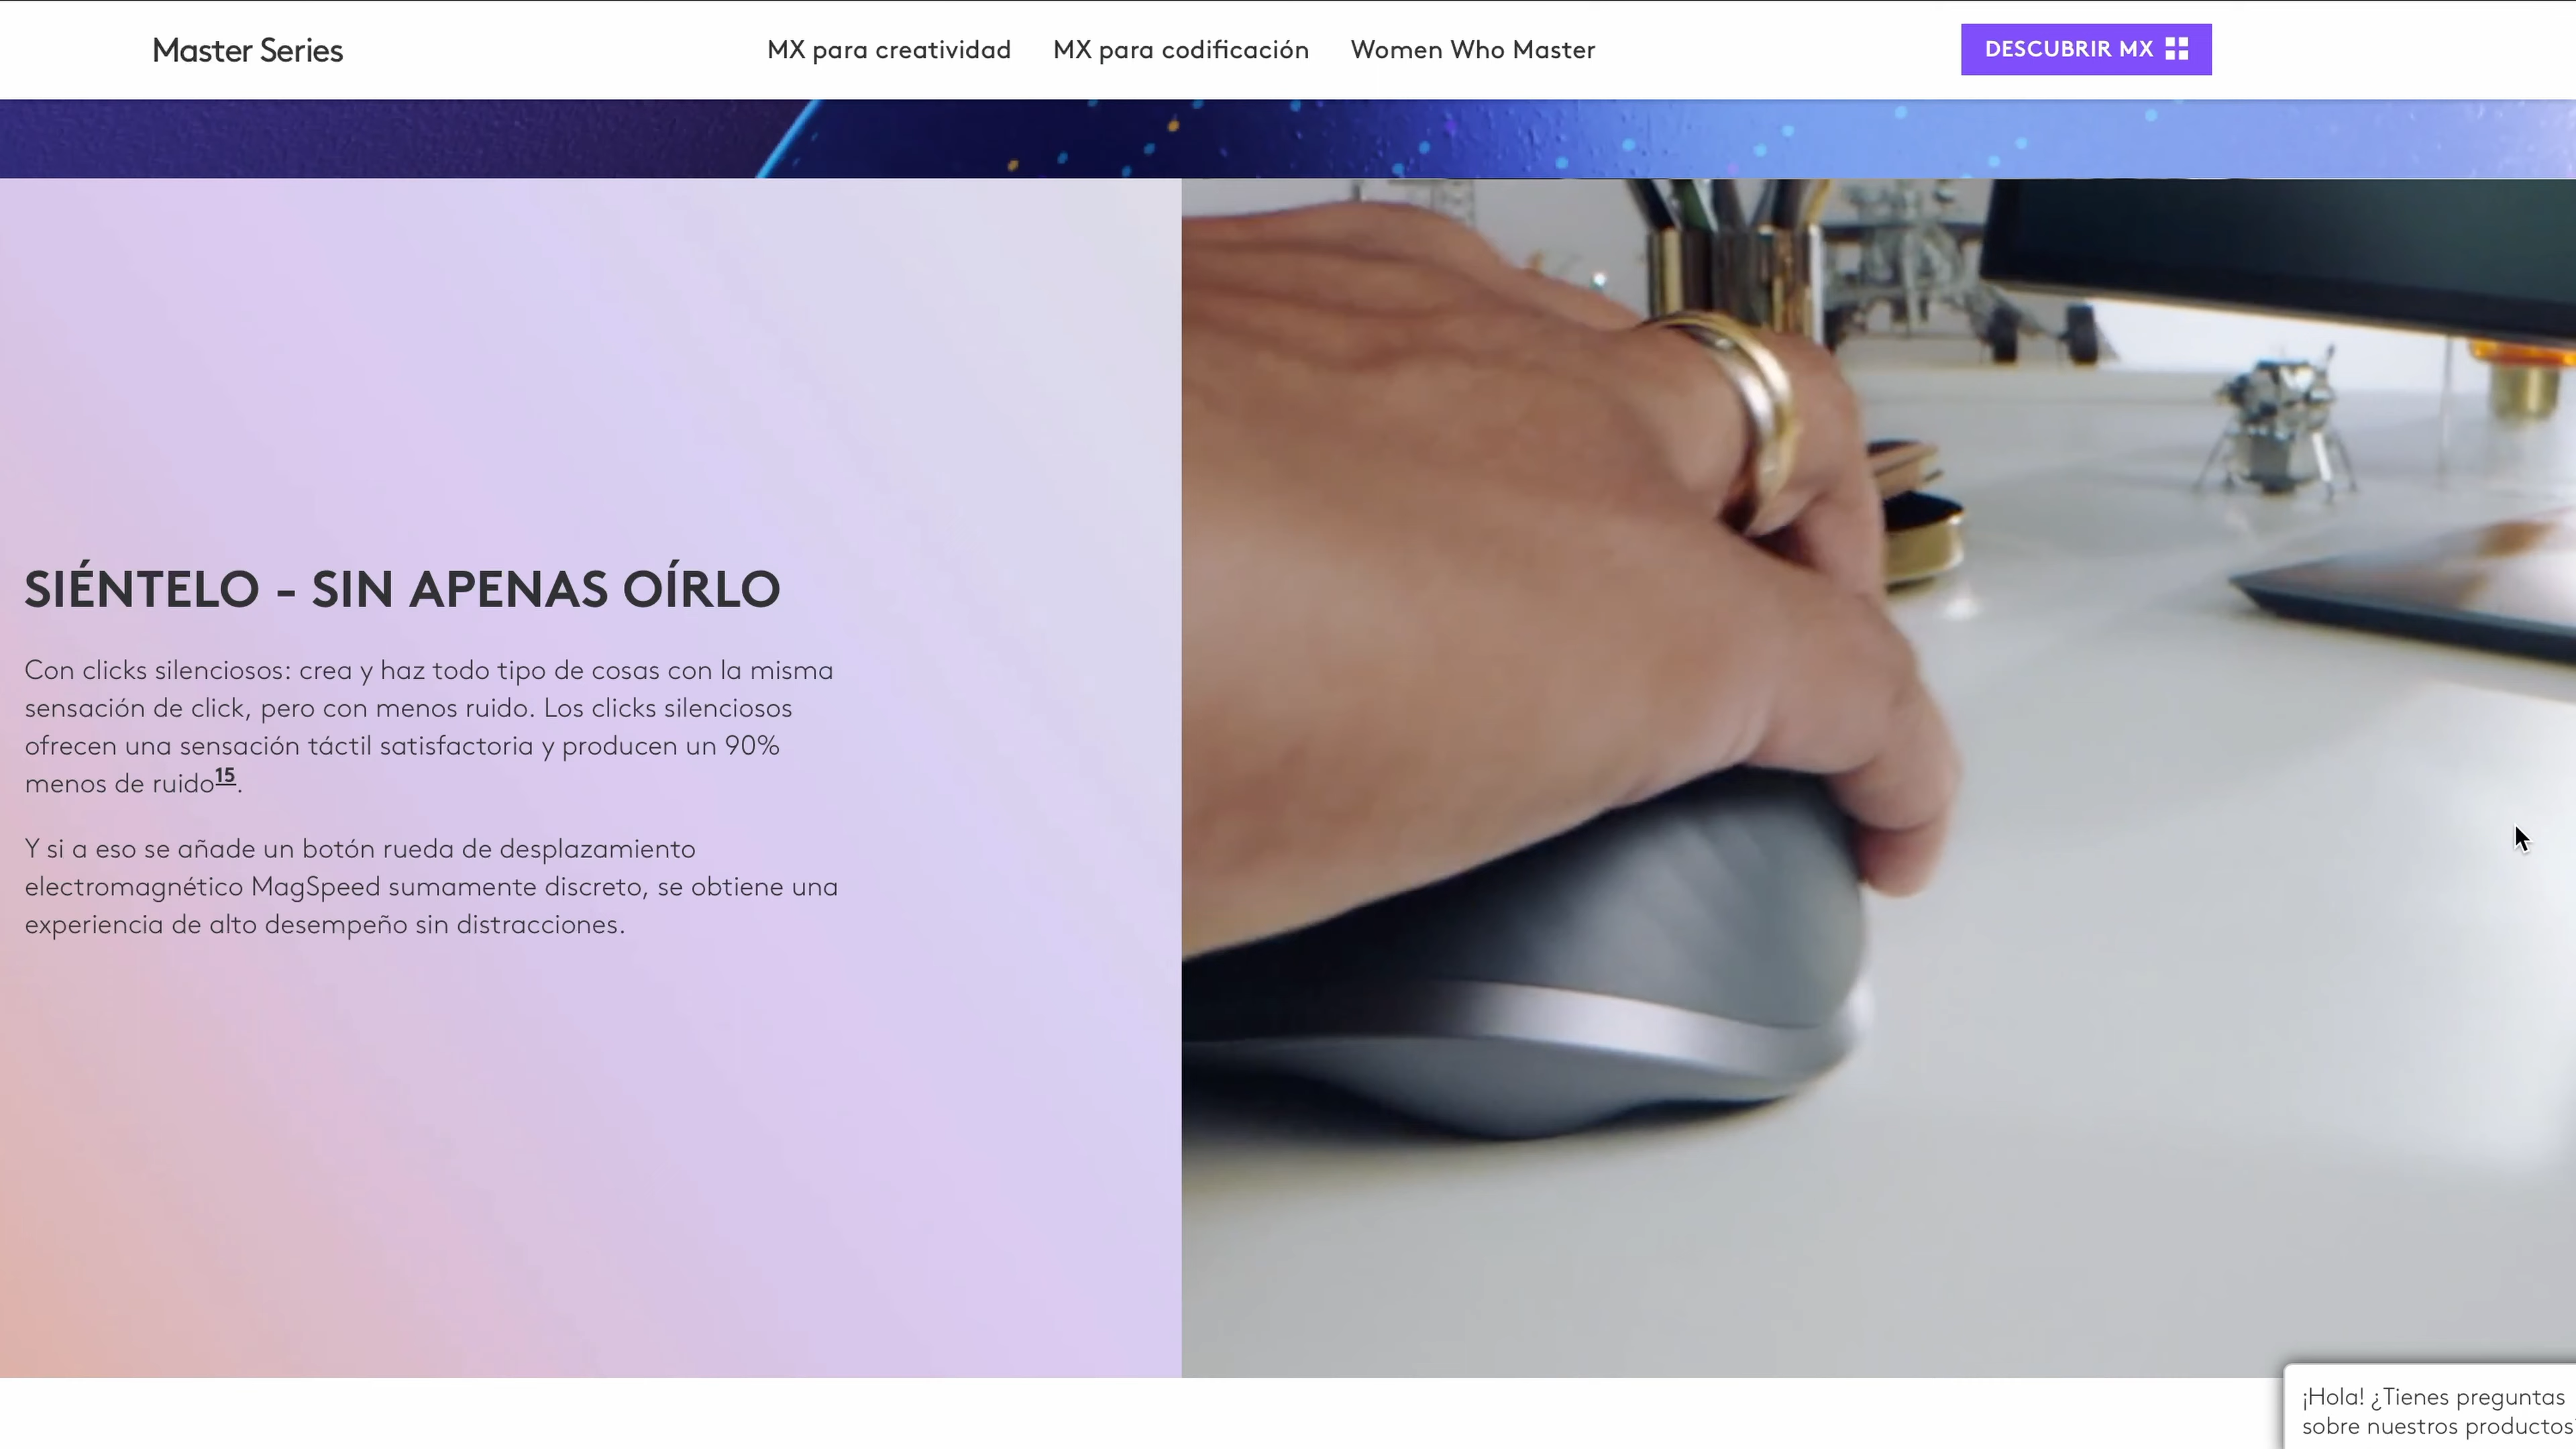 Master Series
MX para creatividad
MX para codificación
Women Who Master
DESCUBRIR MX
SIÉNTELO - SIN APENAS OÍRLO
Con clicks silenciosos: crea y haz todo tipo de cosas con la misma
sensación de click, pero con menos ruido. Los clicks silenciosos
ofrecen una sensación táctil satisfactoria y producen un 90%
menos de ruido15.
Y si a eso se añade un botón rueda de desplazamiento
electromagnético MagSpeed sumamente discreto, se obtiene una
experiencia de alto desempeño sin distracciones.
¡Hola! ¿Tienes preguntas
sobre nuestros productos